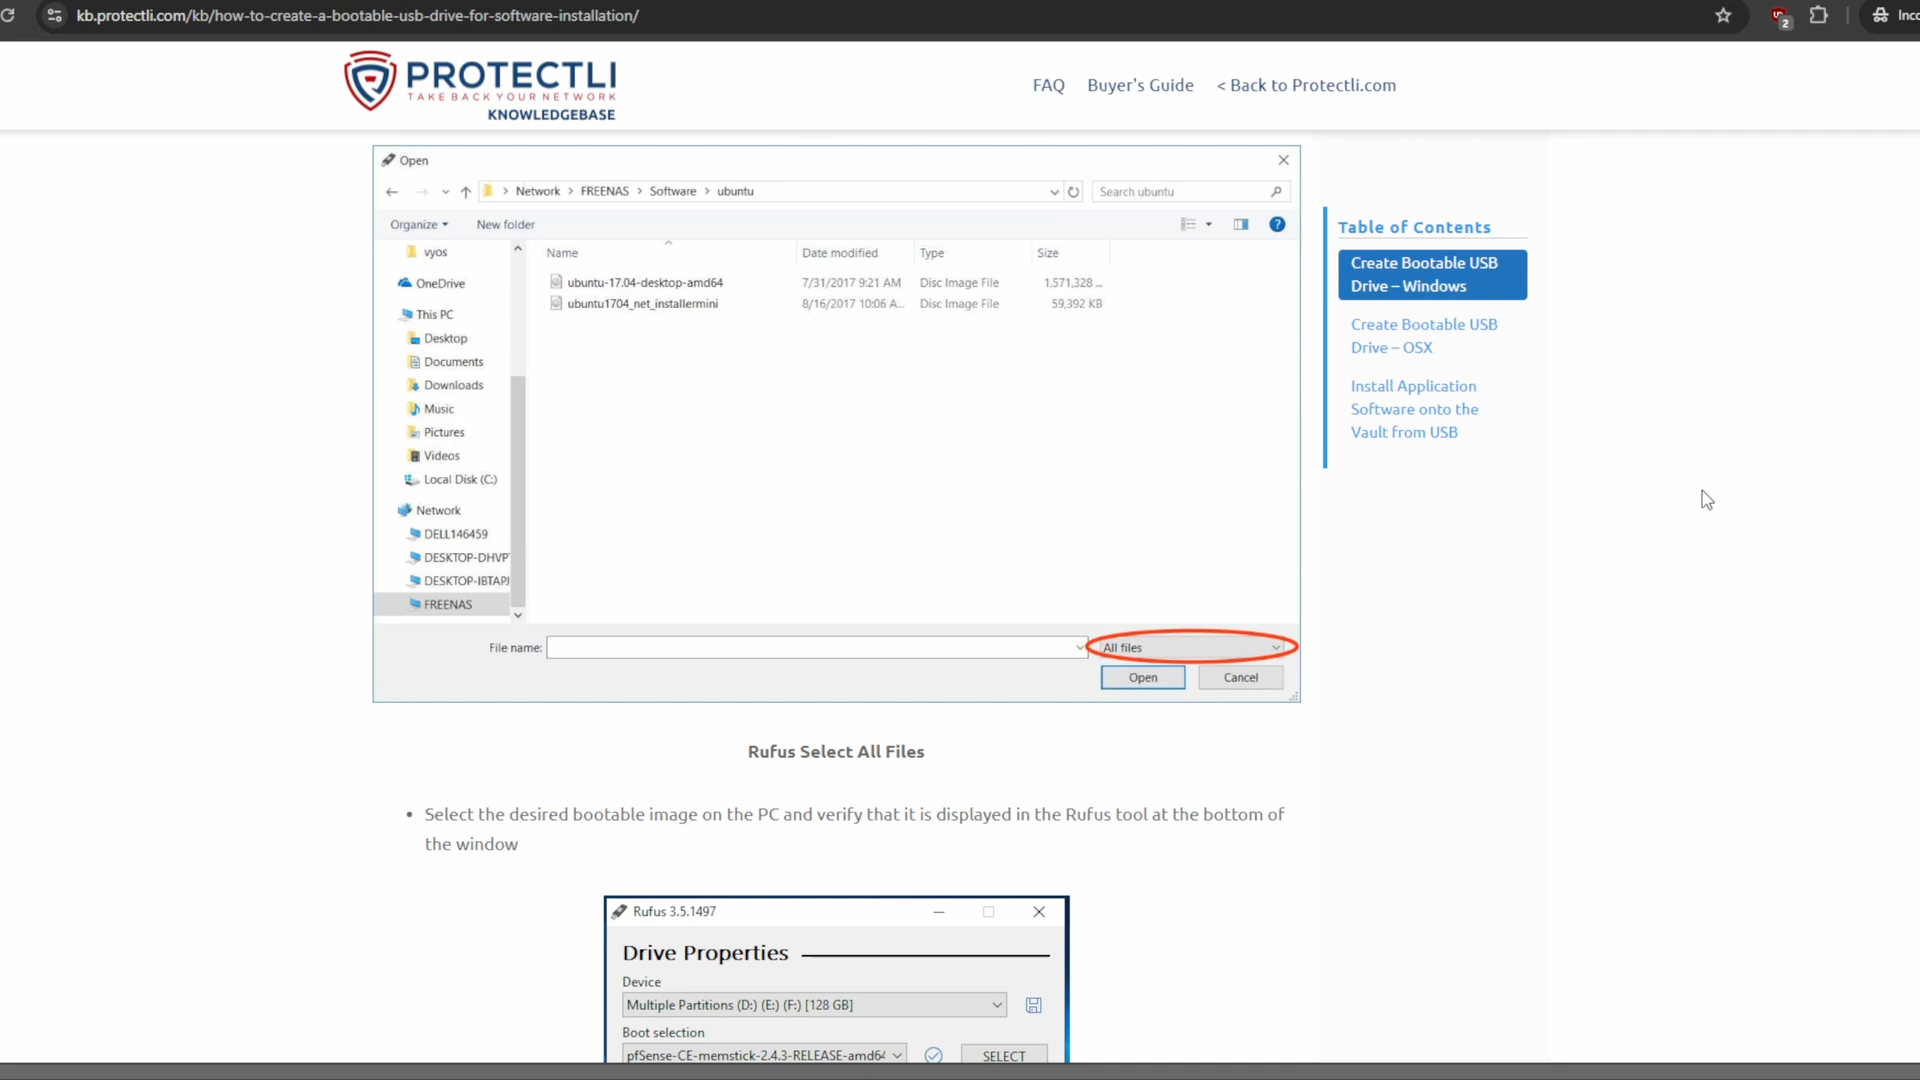 kb.protectli.com/kb/how-to-create-a-bootable-usb-drive-for-software-installation/
2
PROTECTLI
TAKE BACK YOUR NETWORK
KNOWLEDGEBASE
FAQ Buyer's Guide < Back to Protectli.com
Open
Network > FREENAS > Software > ubuntu
Search ubuntu
Organize New folder
?
vyos
OneDrive
This PC
Desktop
Documents
Downloads
Music
Pictures
Videos
Local Disk (C:)
Network
DELL146459
DESKTOP-DHVP
DESKTOP-IBTAPJ
FREENAS
Name Date modified Type Size
ubuntu-17.04-desktop-amd64 7/31/2017 9:21 AM Disc Image File 1,571,328 ...
ubuntu1704_net_installermini 8/16/2017 10:06 A... Disc Image File 59,392 KB
File name:
All files
Open Cancel
Table of Contents
Create Bootable USB
Drive – Windows
Create Bootable USB
Drive – OSX
Install Application
Software onto the
Vault from USB
Rufus Select All Files
• Select the desired bootable image on the PC and verify that it is displayed in the Rufus tool at the bottom of
the window
Rufus 3.5.1497
Drive Properties
Device
Multiple Partitions (D:) (E:) (F:) [128 GB]
Boot selection
pfSense-CE-memstick-2.4.3-RELEASE-amd64
SELECT